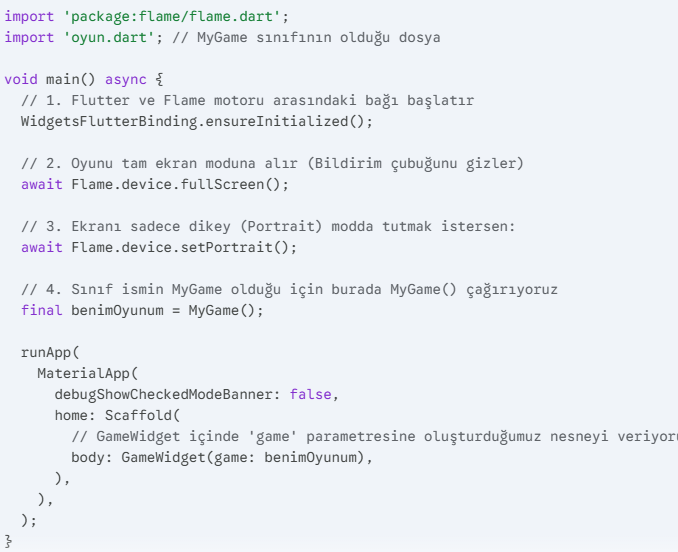 import 'package:flame/flame.dart';
import 'oyun.dart'; // MyGame sınıfının olduğu dosya
void main() async {
// 1. Flutter ve Flame motoru arasındaki bağı başlatır
WidgetsFlutterBinding.ensureInitialized();
// 2. Oyunu tam ekran moduna alır (Bildirim çubuğunu gizler)
await Flame.device.fullScreen();
// 3. Ekranı sadece dikey (Portrait) modda tutmak istersen:
await Flame.device.setPortrait();
// 4. Sınıf ismin MyGame olduğu için burada MyGame() çağırıyoruz
final benimOyunum = MyGame();
runApp(
MaterialApp(
debugShowCheckedModeBanner: false,
home: Scaffold(
// GameWidget içinde 'game' parametresine oluşturduğumuz nesneyi
body: GameWidget(game: benimOyunum),
),
),
);
}